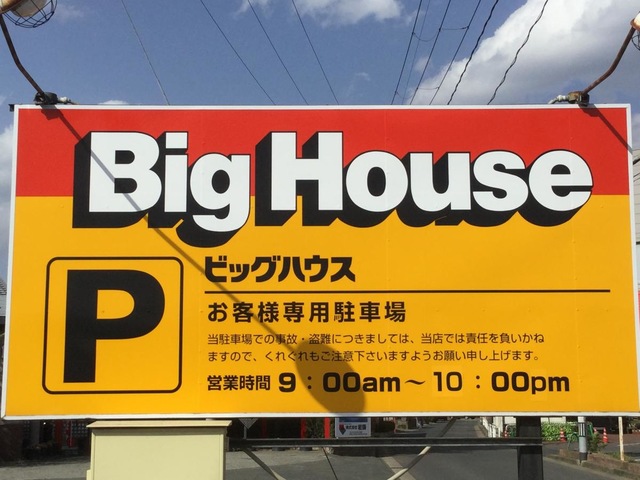 Big House
P
ビッグハウス
お客様専用駐車場
当駐車場での事故・盗難につきましては、当店では責任を負いかね
ますので、くれぐれもご注意下さいますようお願い申し上げます。
営業時間 9:00am～10:00pm